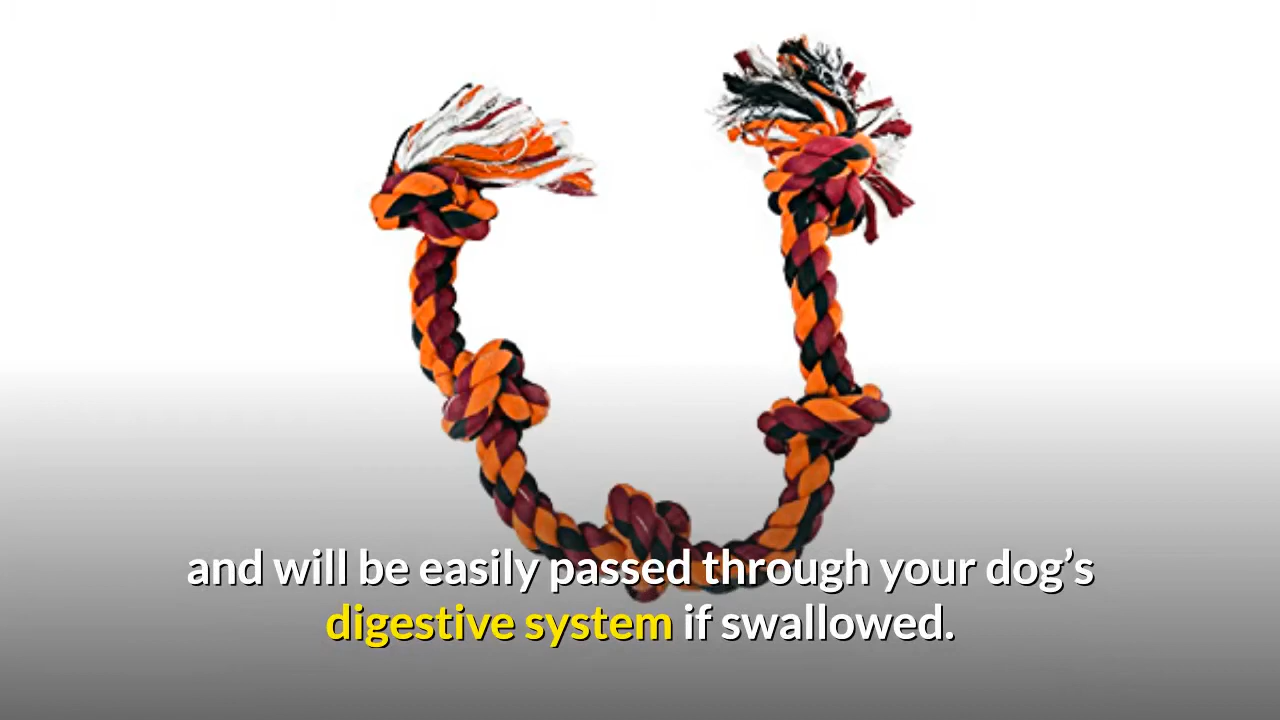 and will be easily passed through your dog’s
digestive system if swallowed.